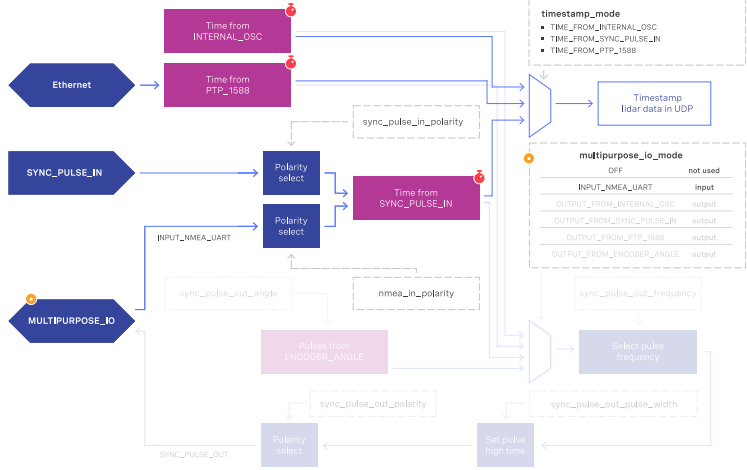 timestamp_mode
TIME_FROM_INTERNAL_OSC
TIME_FROM_SYNC_PULSE_IN
TIME_FROM_PTP_1588
Time from
INTERNAL_OSC
Ethernet
Time from
PTP_1588
Timestamp
lidar data in UDP
sync_pulse_in_polarity
multipurpose_io_mode
OFF not used
INPUT_NMEA_UART input
OUTPUT_FROM_INTERNAL_OSC output
OUTPUT_FROM_SYNC_PULSE_IN output
OUTPUT_FROM_PTP_1588 output
OUTPUT_FROM_ENCODER_ANGLE output
SYNC_PULSE_IN
Polarity
select
Time from
SYNC_PULSE_IN
Polarity
select
INPUT_NMEA_UART
sync_pulse_out_angle
nmea_in_polarity
sync_pulse_out_frequency
MULTIPURPOSE_IO
Pulses from
ENCODER_ANGLE
Select pulse
frequency
sync_pulse_out_polarity
sync_pulse_out_pulse_width
SYNC_PULSE_OUT
Polarity
select
Set pulse
high time